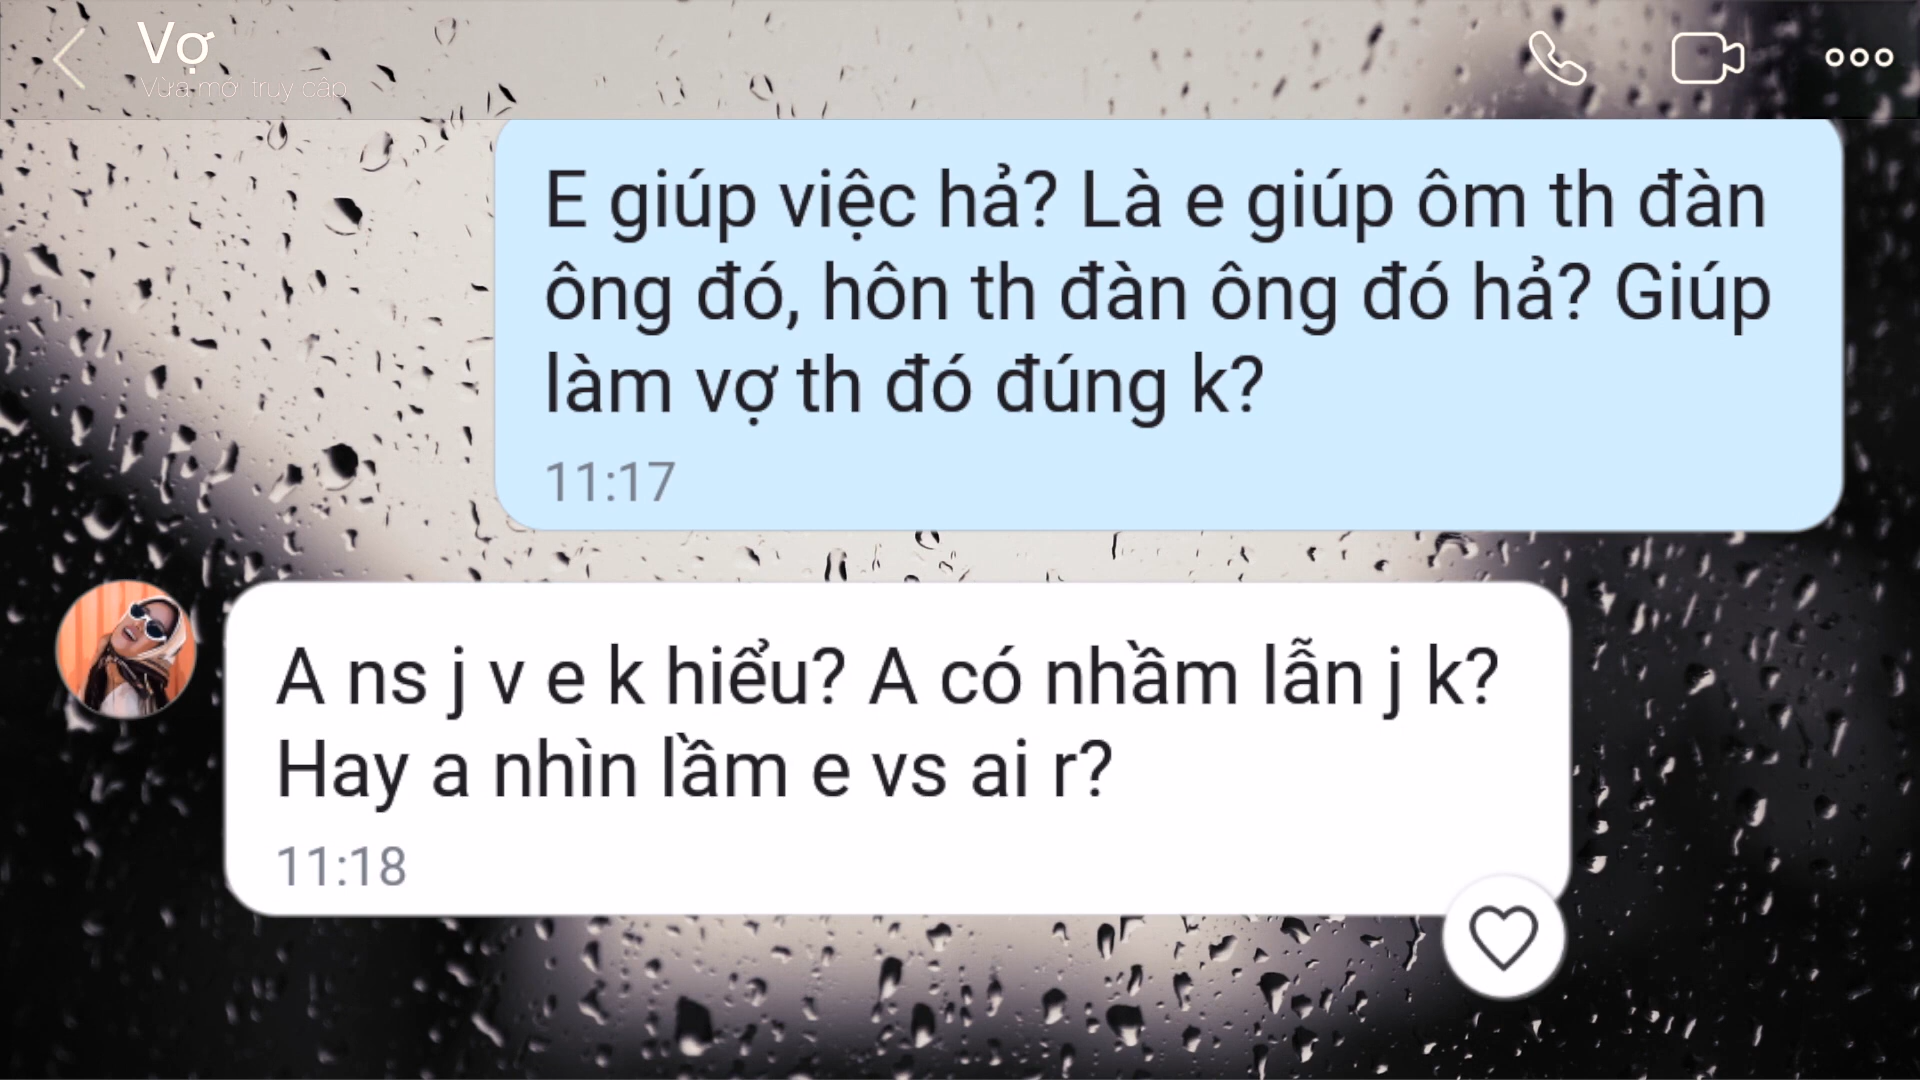 Vợ
Vừa mới truy cập
E giúp việc hả? Là e giúp ôm th đàn
ông đó, hôn th đàn ông đó hả? Giúp
làm vợ th đó đúng k?
11:17
A ns j v e k hiểu? A có nhầm lẫn j k?
Hay a nhìn lầm e vs ai r?
11:18